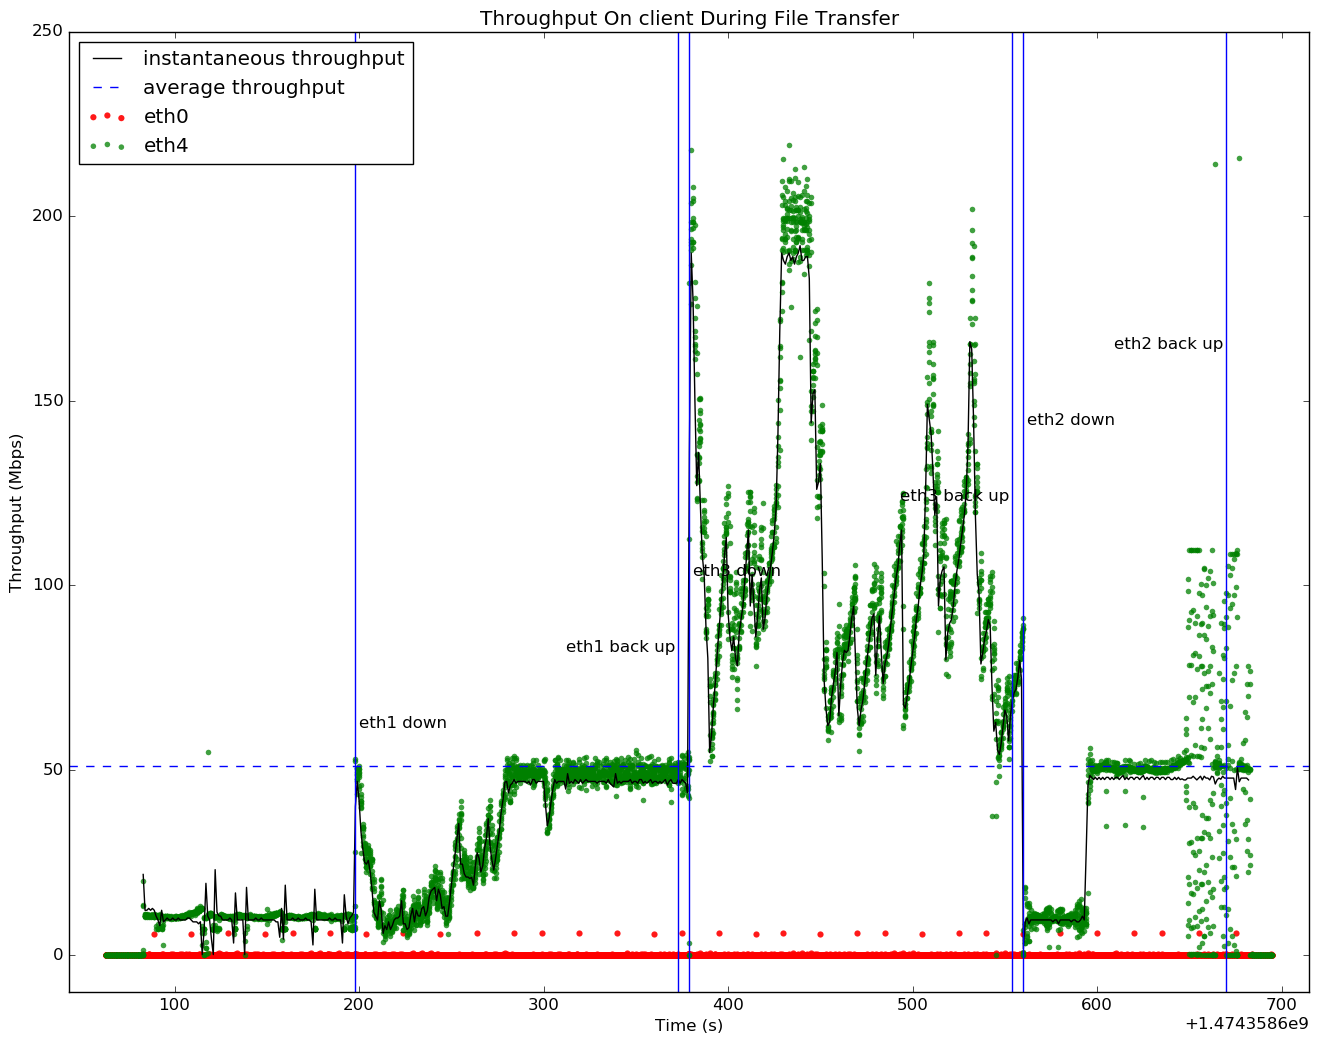 Throughput On client During File Transfer
250
200
150
100
50
0
Throughput (Mbps)
instantaneous throughput
average throughput
eth0
eth4
eth2 back up
eth2 down
eth3 back up
eth3 down
eth1 back up
eth1 down
100
200
300
400
500
600
700
Time (s)
+1.4743586e9